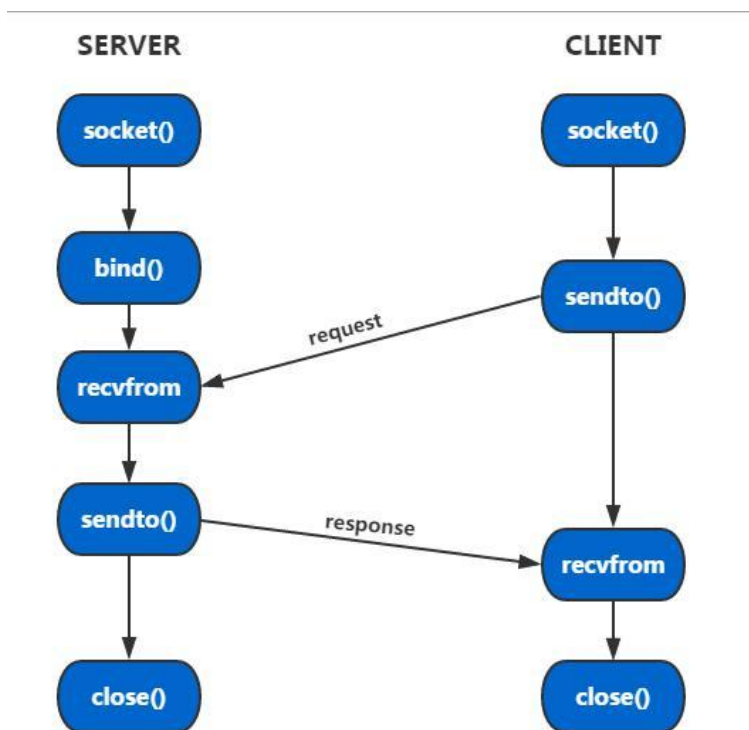 SERVER
CLIENT
socket()
socket()
bind()
sendto()
request
recvfrom
sendto()
response
recvfrom
close()
close()